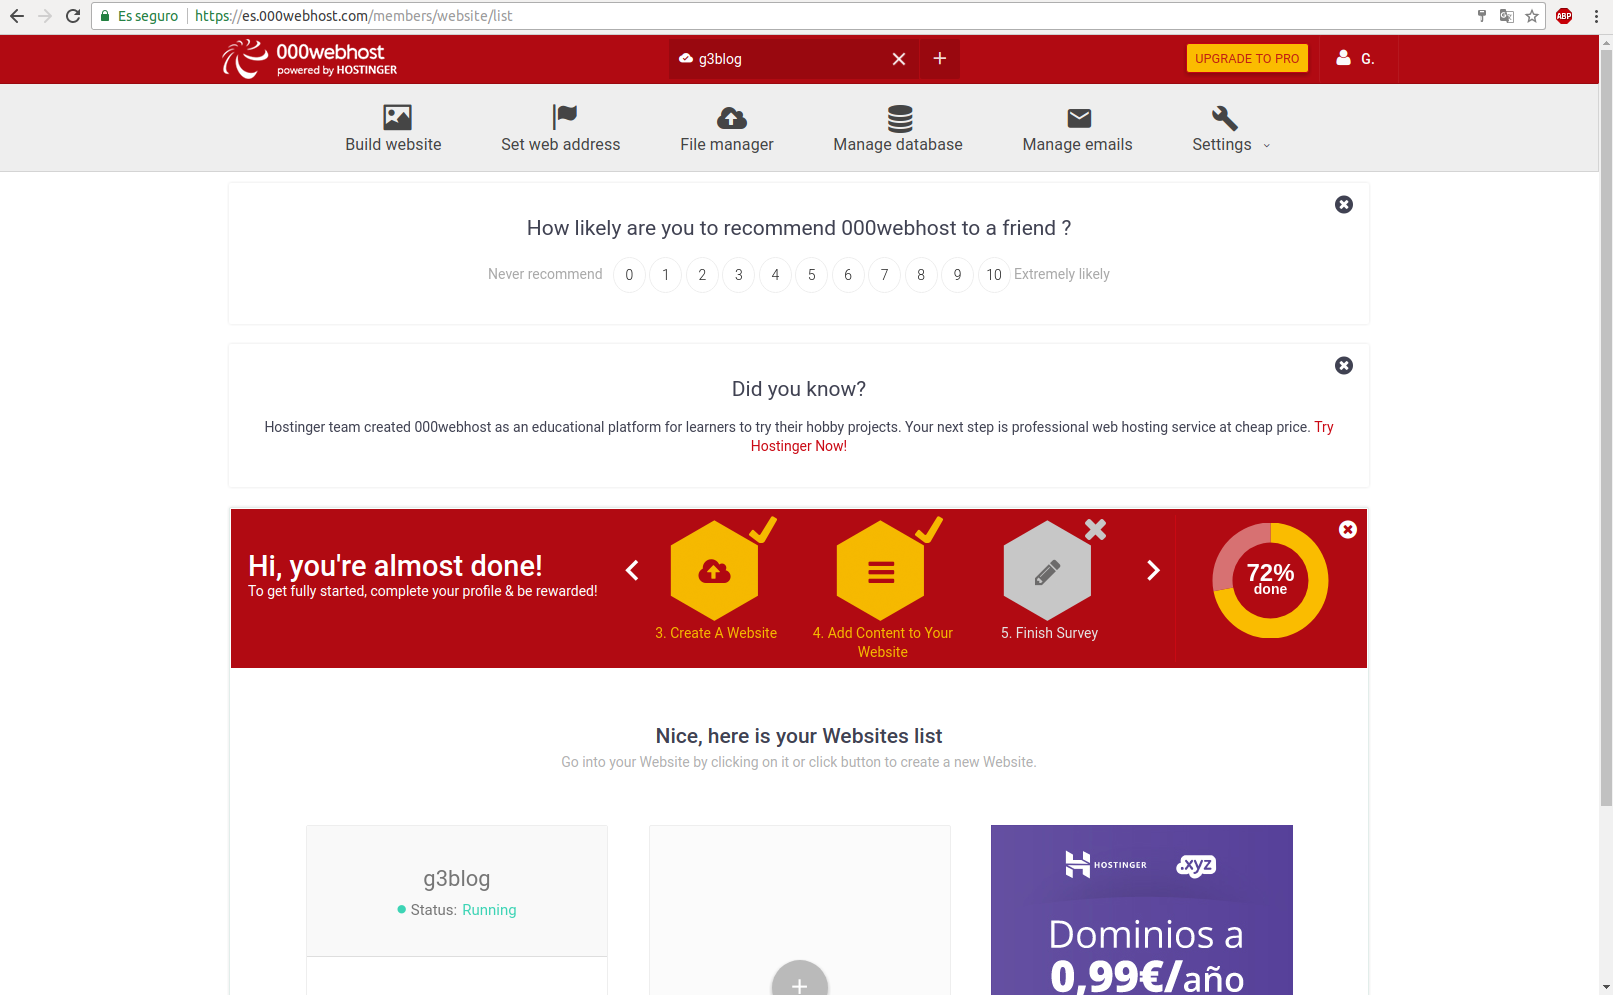 Es seguro https://es.000webhost.com/members/website/list
ABP
000webhost
powered by HOSTINGER
g3blog
UPGRADE TO PRO
G.
Build website
Set web address
File manager
Manage database
Manage emails
Settings
How likely are you to recommend 000webhost to a friend ?
Never recommend 0 1 2 3 4 5 6 7 8 9 10 Extremely likely
Did you know?
Hostinger team created 000webhost as an educational platform for learners to try their hobby projects. Your next step is professional web hosting service at cheap price. Try
Hostinger Now!
Hi, you're almost done!
To get fully started, complete your profile & be rewarded!
3. Create A Website
4. Add Content to Your
Website
5. Finish Survey
72%
done
Nice, here is your Websites list
Go into your Website by clicking on it or click button to create a new Website.
g3blog
Status: Running
HOSTINGER
.xyz
Dominios a
0,99€/año